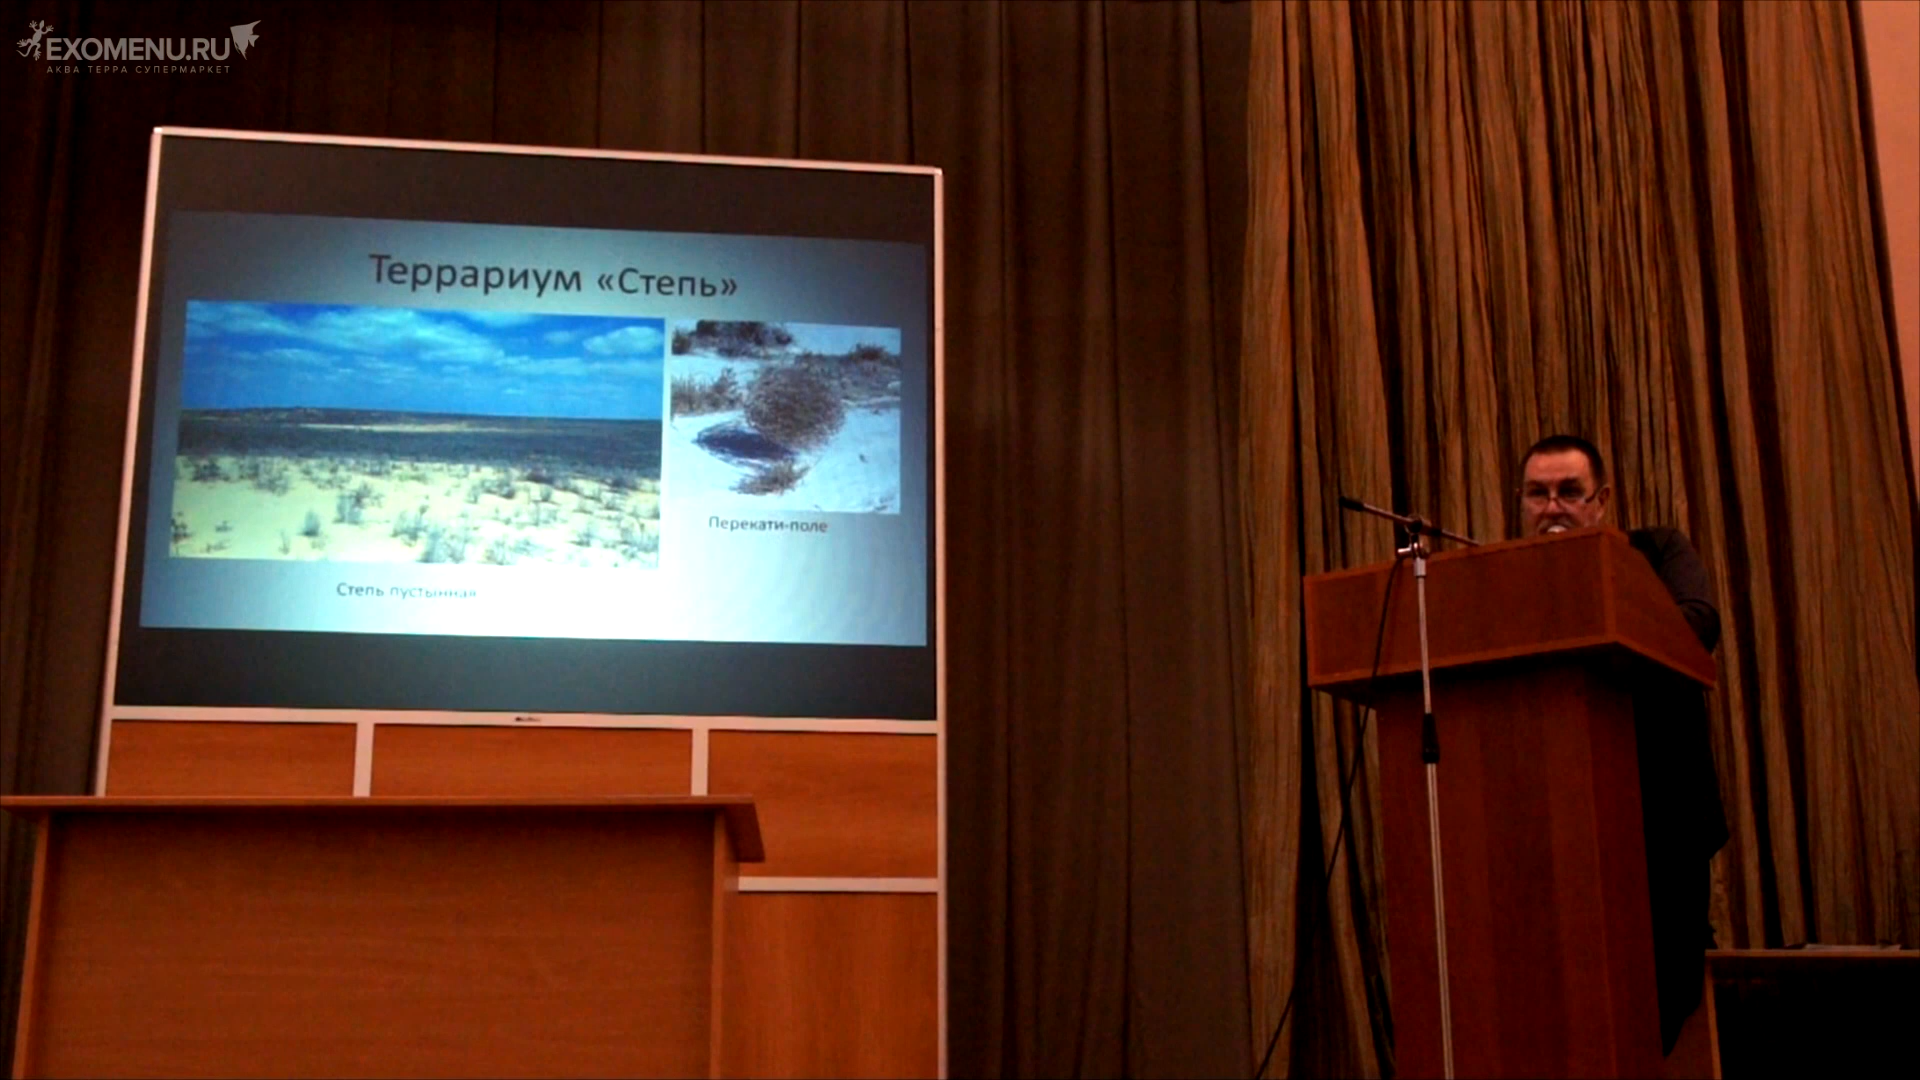 EXOMENU.RU
АКВА ТЕРРА СУПЕРМАРКЕТ
Террариум «Степь»
Перекати-поле
Степь пустынная